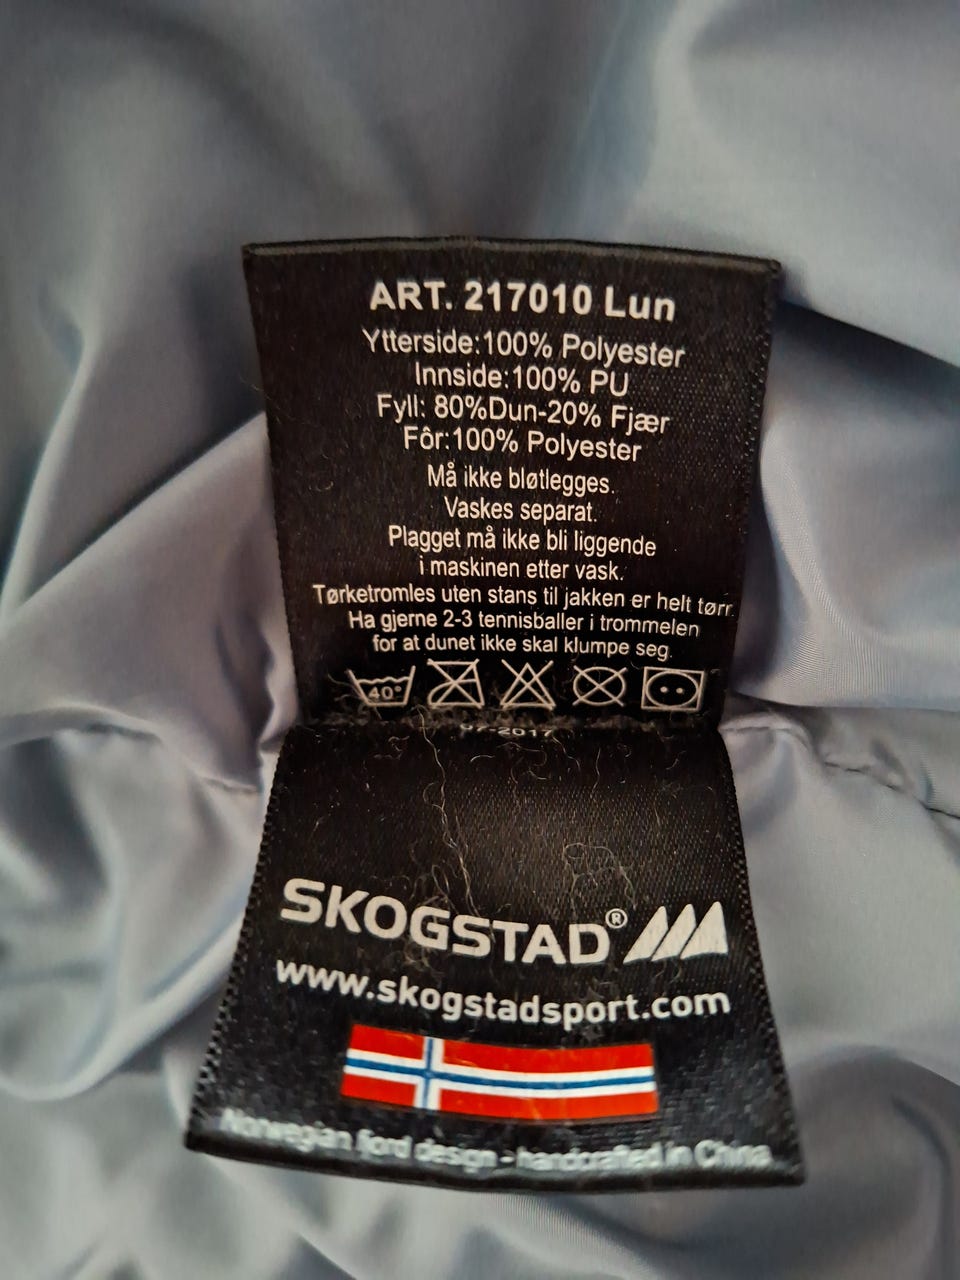 ART. 217010 Lun
Ytterside:100% Polyester
Innside:100% PU
Fyll: 80%Dun-20% Fjær
Fôr:100% Polyester
Må ikke bløtlegges.
Vaskes separat.
Plagget må ikke bli liggende
i maskinen etter vask.
Tørketromles uten stans til jakken er helt tørr.
Ha gjerne 2-3 tennisballer i trommelen
for at dunet ikke skal klumpe seg.
40°
07-2017
SKOGSTAD®
www.skogstadsport.com
Norwegian fjord design - handcrafted in China